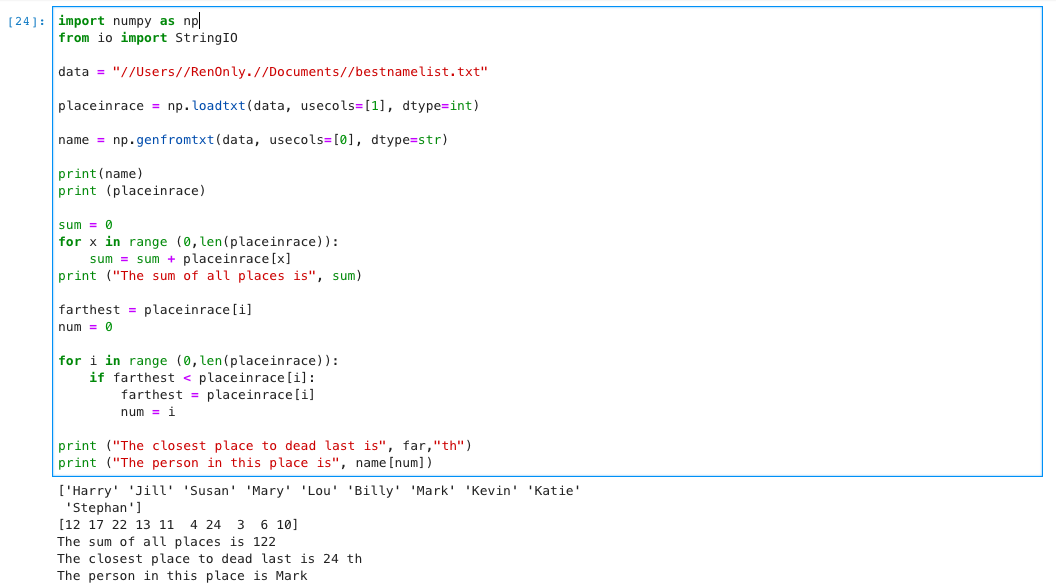 [24]:
import numpy as np
from io import StringIO
data = "//Users//RenOnly.//Documents//bestnamelist.txt"
placeinrace = np.loadtxt(data, usecols=[1], dtype=int)
name = np.genfromtxt(data, usecols=[0], dtype=str)
print(name)
print (placeinrace)
sum = 0
for x in range (0,len(placeinrace)):
    sum = sum + placeinrace[x]
print ("The sum of all places is", sum)
farthest = placeinrace[i]
num = 0
for i in range (0,len(placeinrace)):
    if farthest < placeinrace[i]:
        farthest = placeinrace[i]
        num = i
print ("The closest place to dead last is", far,"th")
print ("The person in this place is", name[num])
['Harry' 'Jill' 'Susan' 'Mary' 'Lou' 'Billy' 'Mark' 'Kevin' 'Katie'
 'Stephan']
[12 17 22 13 11  4 24  3  6 10]
The sum of all places is 122
The closest place to dead last is 24 th
The person in this place is Mark